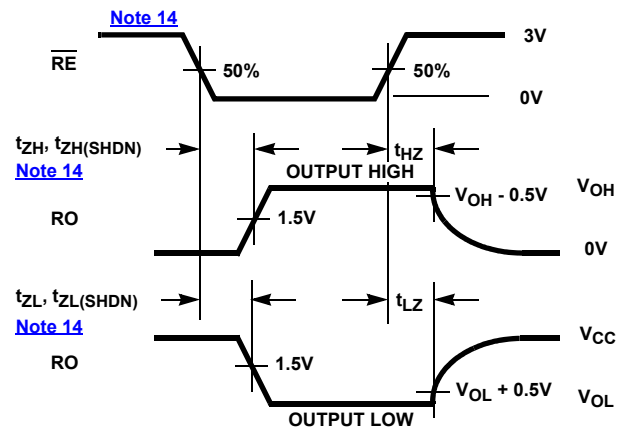 Note 14
3V
RE
50%
50%
0V
tZH, tZH(SHDN)
Note 14
tHZ
OUTPUT HIGH
VOH - 0.5V
VOH
RO
1.5V
0V
tZL, tZL(SHDN)
Note 14
tLZ
VCC
RO
1.5V
VOL + 0.5V
VOL
OUTPUT LOW